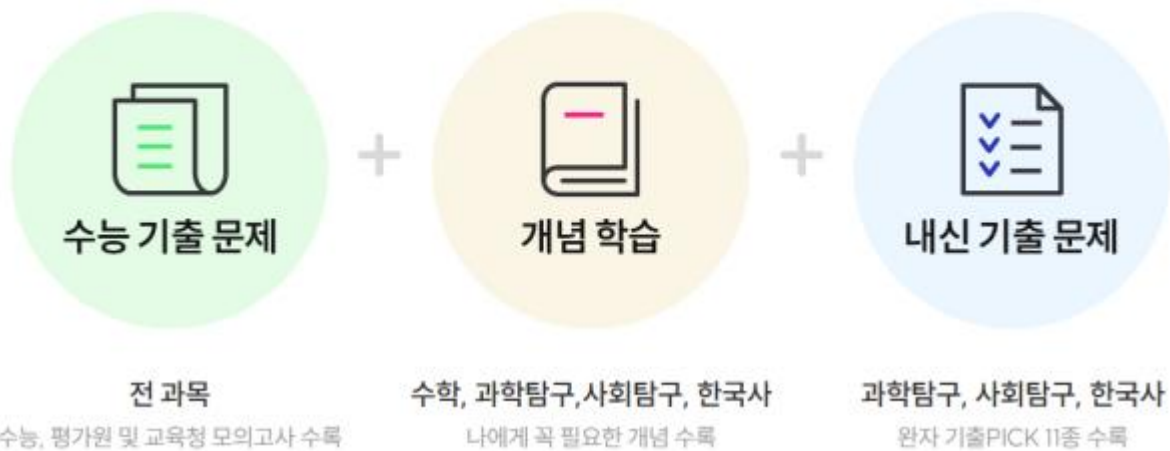 수능 기출 문제
개념 학습
내신 기출 문제
전 과목
수능, 평가원 및 교육청 모의고사 수록
수학, 과학탐구,사회탐구, 한국사
나에게 꼭 필요한 개념 수록
과학탐구, 사회탐구, 한국사
완자 기출PICK 11종 수록